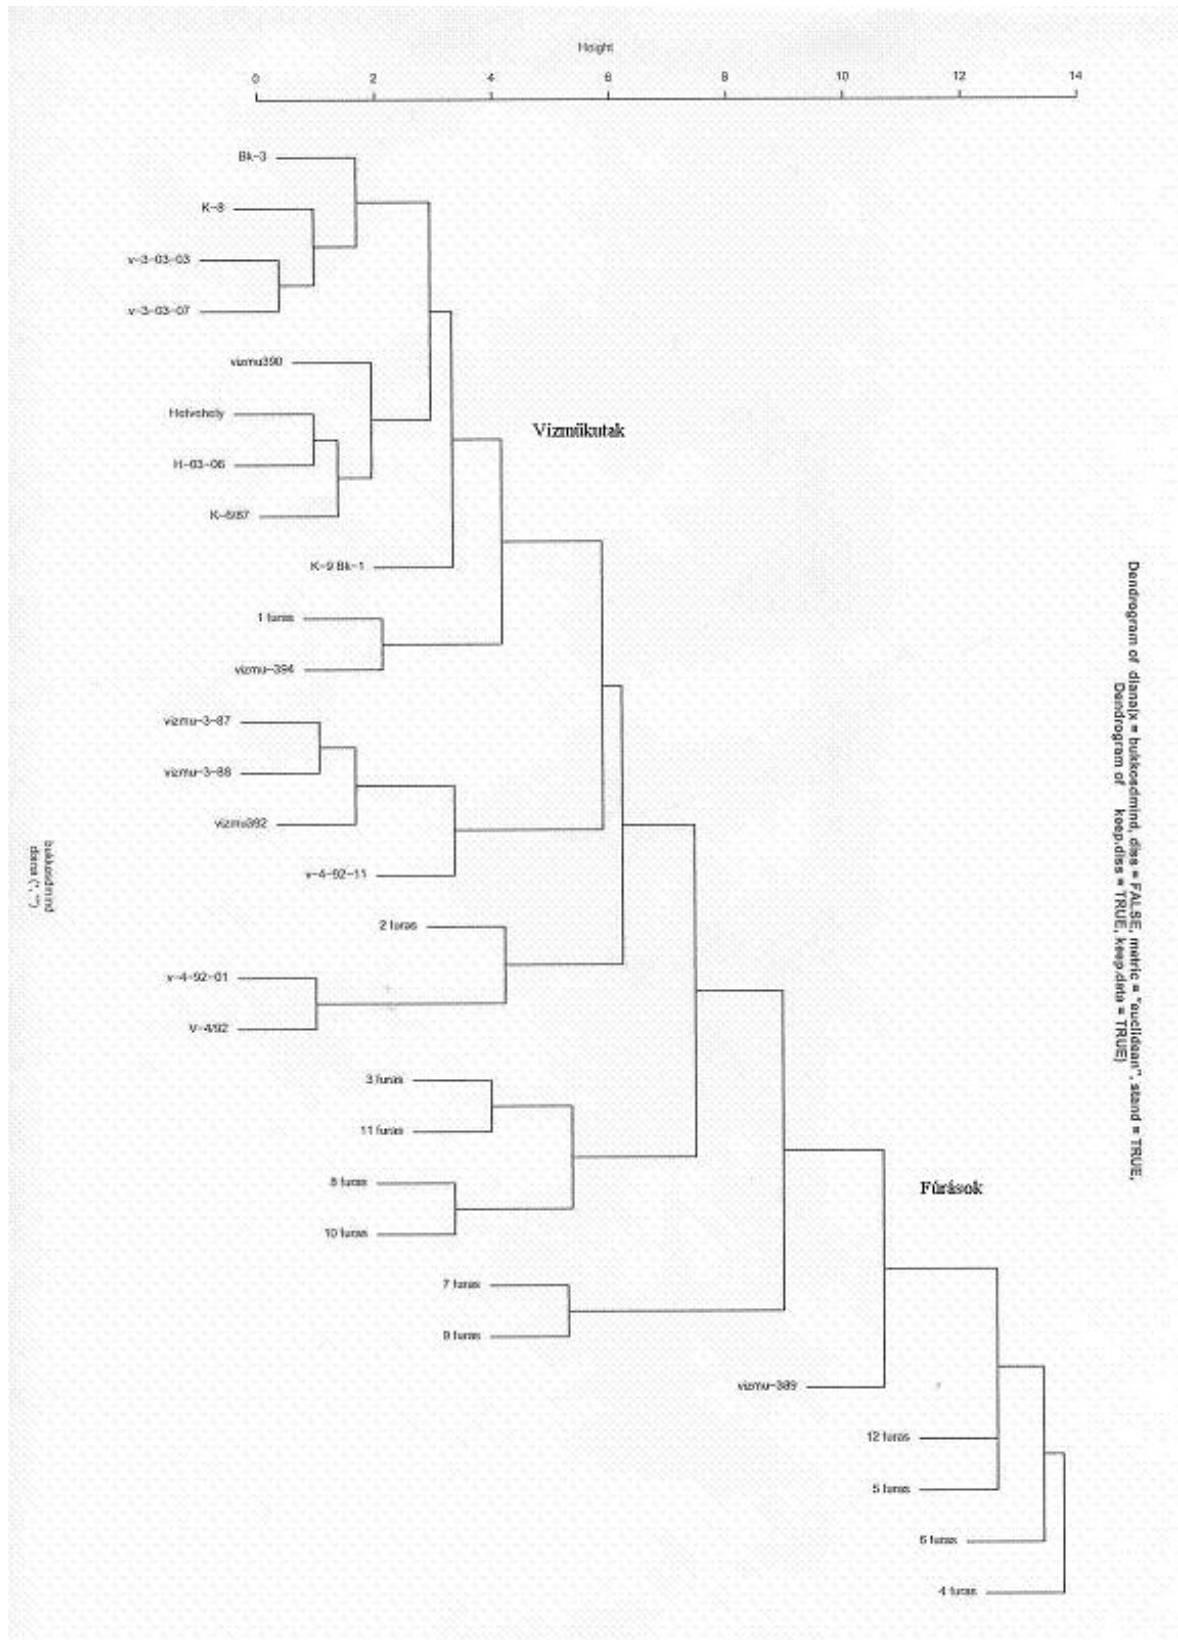 Height
0 2 4 6 8 10 12 14
Bk-3
K-8
v-3-03-03
v-3-03-07
vizmu390
Hetvehely
H-03-06
K-6/87
K-9 Bk-1
1 furas
vizmu-394
vizmu-3-87
vizmu-3-88
vizmu392
v-4-92-11
2 furas
v-4-92-01
V-4/92
3 furas
11 furas
8 furas
10 furas
7 furas
9 furas
vizmu-389
12 furas
5 furas
6 furas
4 furas
Vízműkutak
Fúrások
Dendrogram of diana(x = bukkosdmind, diss = FALSE, metric = "euclidean", stand = TRUE,
Dendrogram of keep.diss = TRUE, keep.data = TRUE)
bukkosdmind
diana (*, "")